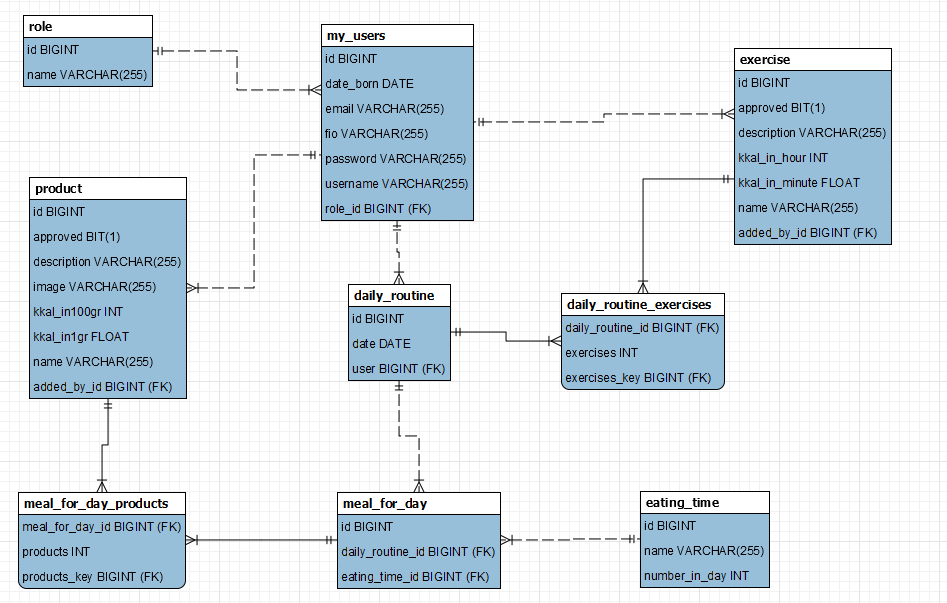 role
id BIGINT
name VARCHAR(255)
my_users
id BIGINT
date_born DATE
email VARCHAR(255)
fio VARCHAR(255)
password VARCHAR(255)
username VARCHAR(255)
role_id BIGINT (FK)
exercise
id BIGINT
approved BIT(1)
description VARCHAR(255)
kkal_in_hour INT
kkal_in_minute FLOAT
name VARCHAR(255)
added_by_id BIGINT (FK)
product
id BIGINT
approved BIT(1)
description VARCHAR(255)
image VARCHAR(255)
kkal_in100gr INT
kkal_in1gr FLOAT
name VARCHAR(255)
added_by_id BIGINT (FK)
daily_routine
id BIGINT
date DATE
user BIGINT (FK)
daily_routine_exercises
daily_routine_id BIGINT (FK)
exercises INT
exercises_key BIGINT (FK)
meal_for_day_products
meal_for_day_id BIGINT (FK)
products INT
products_key BIGINT (FK)
meal_for_day
id BIGINT
daily_routine_id BIGINT (FK)
eating_time_id BIGINT (FK)
eating_time
id BIGINT
name VARCHAR(255)
number_in_day INT